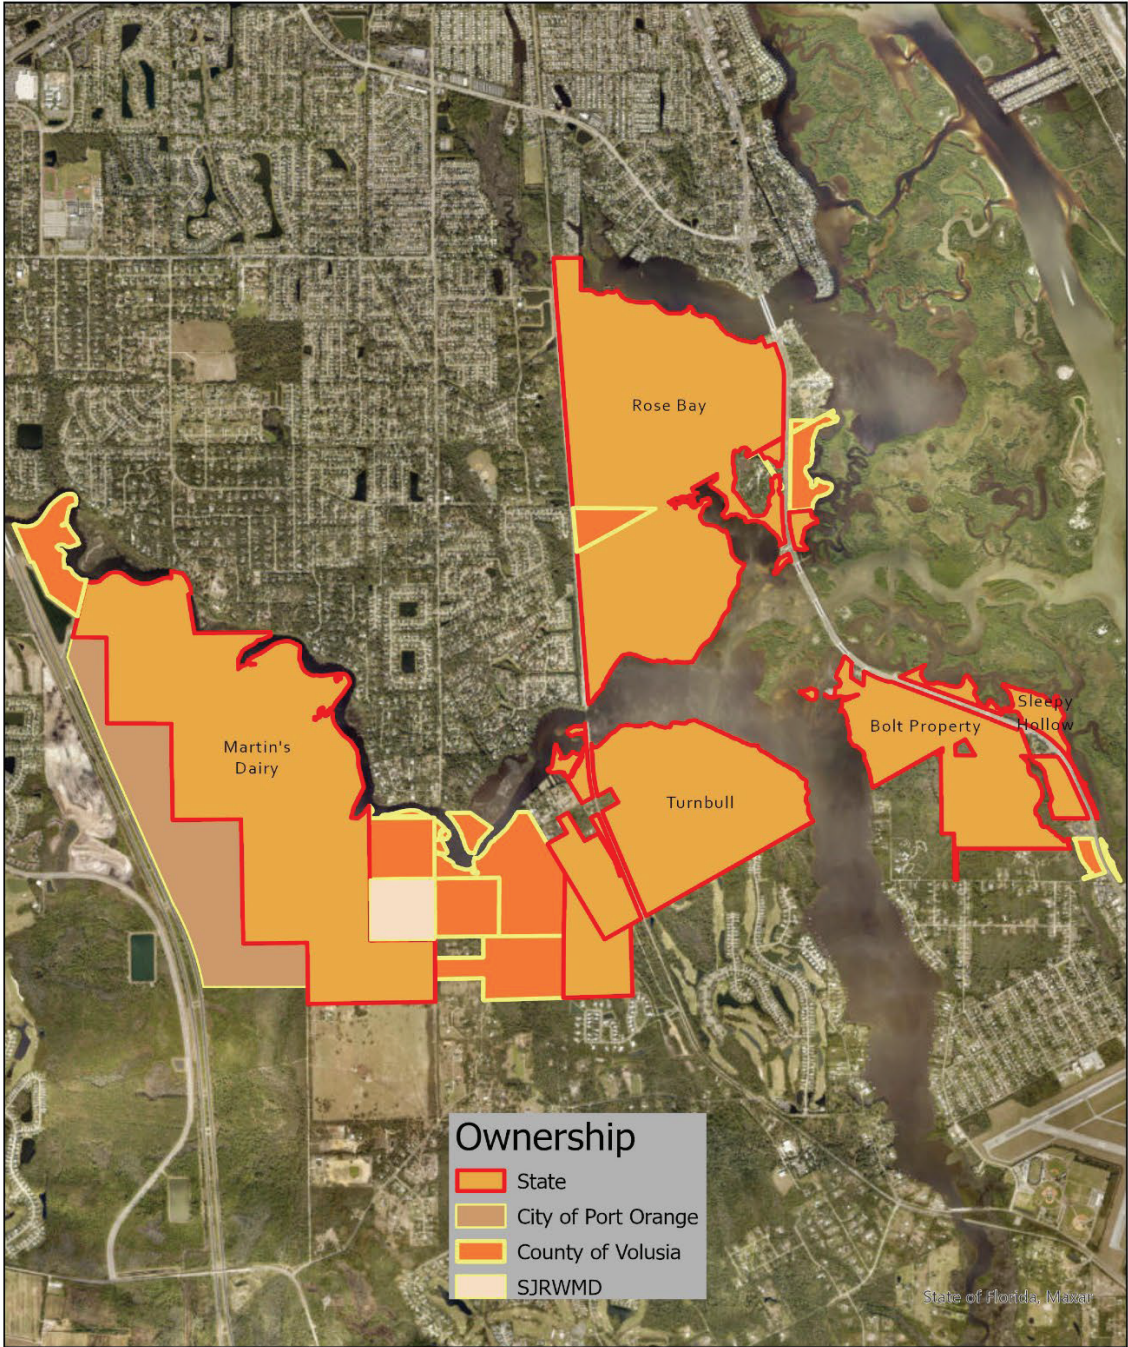 Rose Bay
Sleepy
Hollow
Bolt Property
Martin's
Dairy
Turnbull
Ownership
State
City of Port Orange
County of Volusia
SJRWMD
State of Florida, Maxar